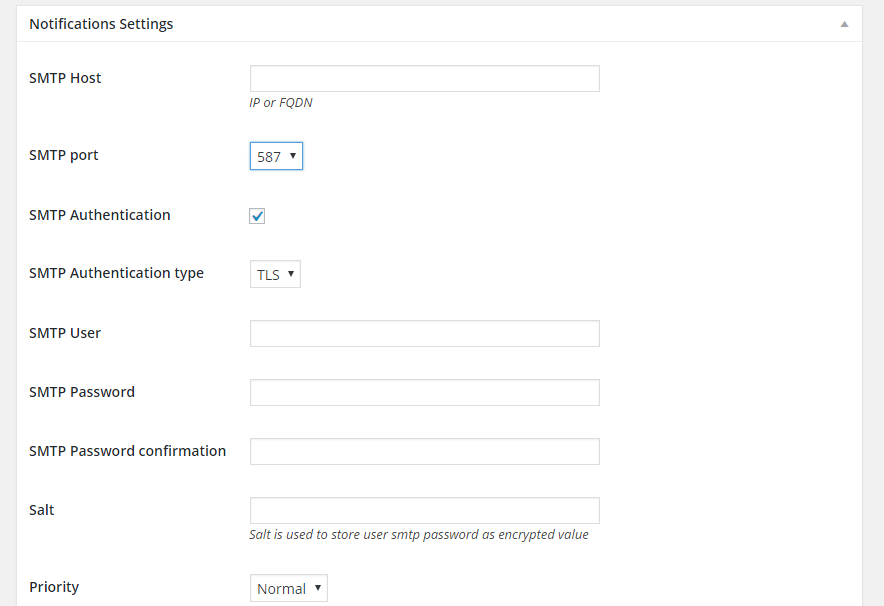 Notifications Settings
SMTP Host
IP or FQDN
SMTP port
587
SMTP Authentication
SMTP Authentication type
TLS
SMTP User
SMTP Password
SMTP Password confirmation
Salt
Salt is used to store user smtp password as encrypted value
Priority
Normal